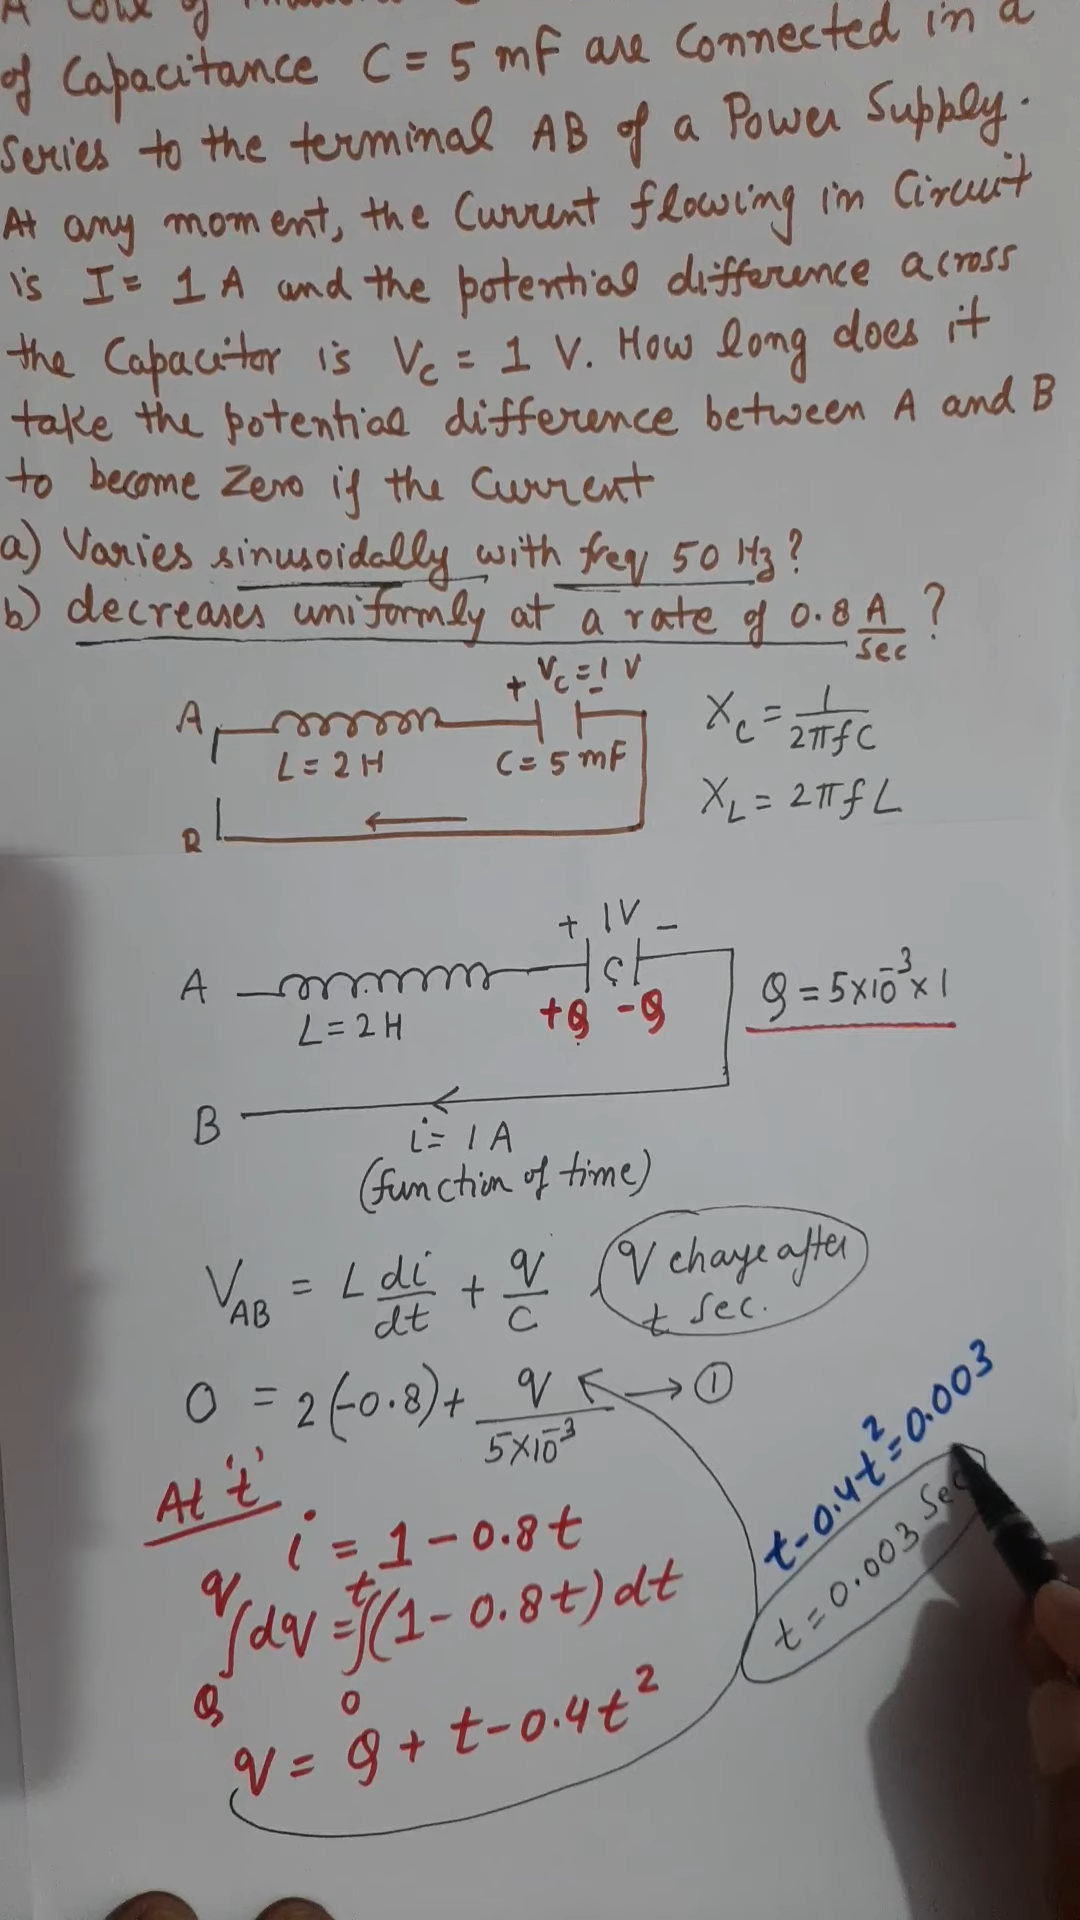 A Coil of
of Capacitance C = 5 mF are Connected in a
Series to the terminal AB of a Power Supply.
At any moment, the Current flowing in Circuit
is I = 1 A and the potential difference across
the Capacitor is Vc = 1 V. How long does it
take the potential difference between A and B
to become Zero if the Current
a) Varies sinusoidally with freq 50 Hz?
b) decreases uniformly at a rate of 0.8 A/sec ?
+ Vc = 1 V -
A
L = 2 H
C = 5 mF
B
X_C = 1/2πfC
X_L = 2πfL
+ 1V -
A
C
L = 2 H
+Q -Q
Q = 5×10⁻³×1
B
i = 1 A
(function of time)
V_AB = L di/dt + q/C
q charge after
t sec.
0 = 2(-0.8) + q/5×10⁻³ → ①
At 't'
i = 1 - 0.8t
q t
∫dq = ∫(1 - 0.8t) dt
Q 0
q = Q + t - 0.4t²
t - 0.4t² = 0.003
t = 0.003 Sec